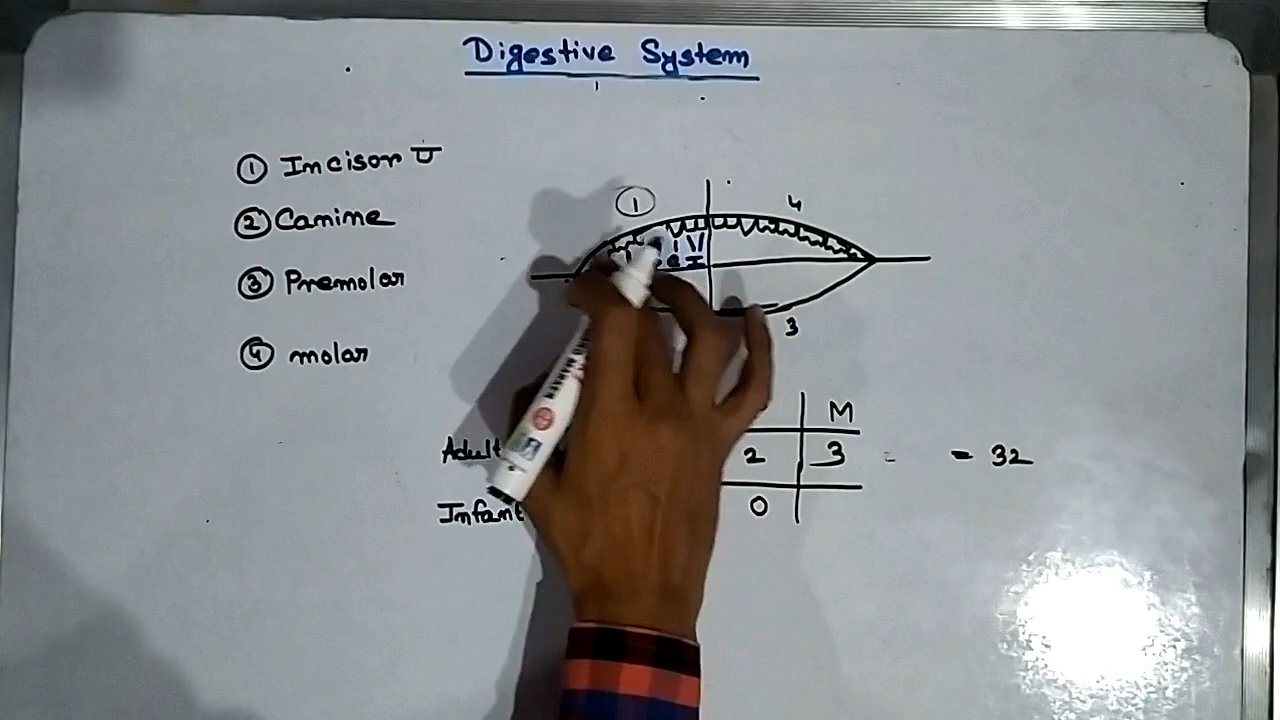 Digestive System
① Incisor
② Canine
③ Premolar
④ molar
1
4
I
3
M
Adult 2 3 = = 32
Infant 0
MARKER